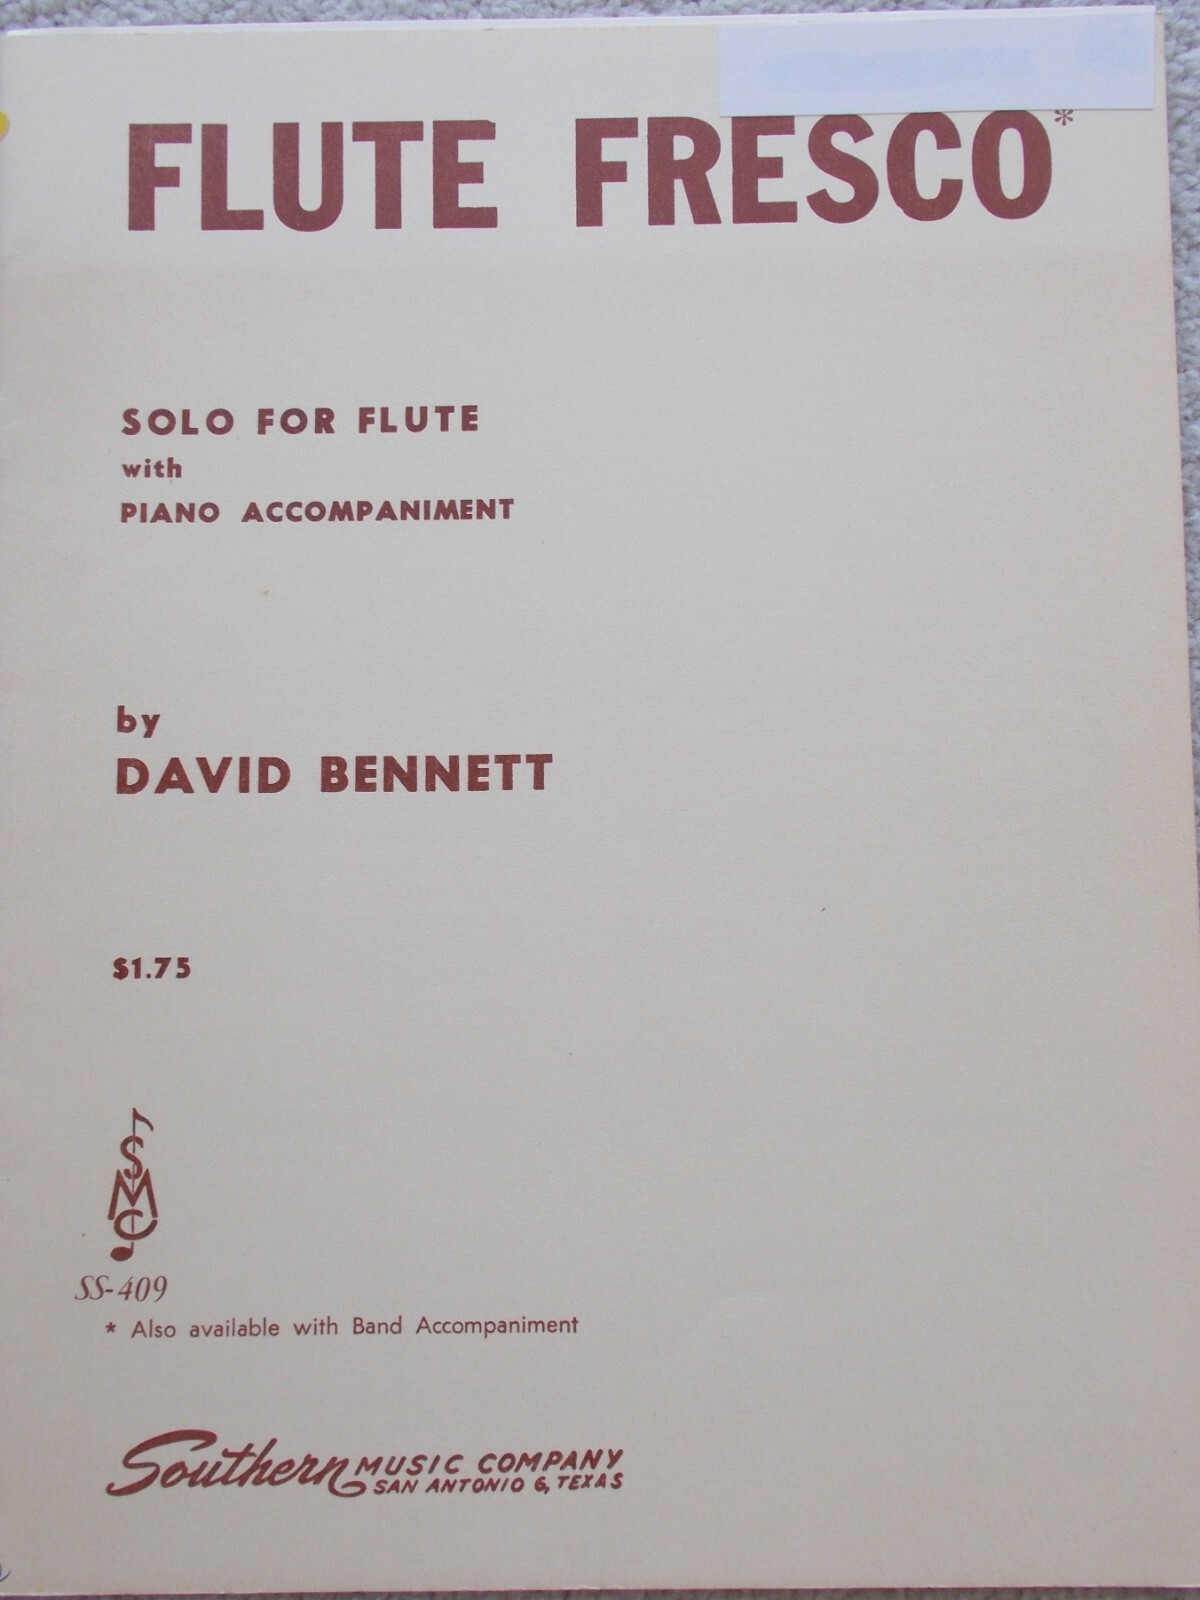 FLUTE FRESCO*
SOLO FOR FLUTE
with
PIANO ACCOMPANIMENT
by
DAVID BENNETT
$1.75
SMC
SS-409
* Also available with Band Accompaniment
Southern MUSIC COMPANY
SAN ANTONIO 6, TEXAS